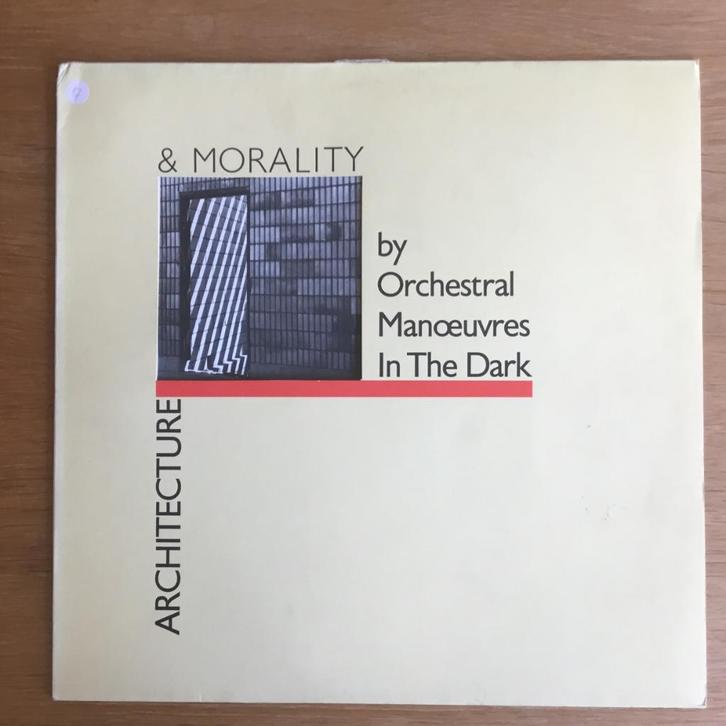 ARCHITECTURE
& MORALITY
by
Orchestral
Manœuvres
In The Dark